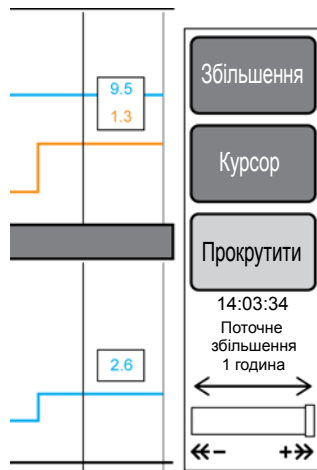 9.5
1.3
2.6
Збільшення
Курсор
Прокрутити
14:03:34
Поточне
збільшення
1 година
− +